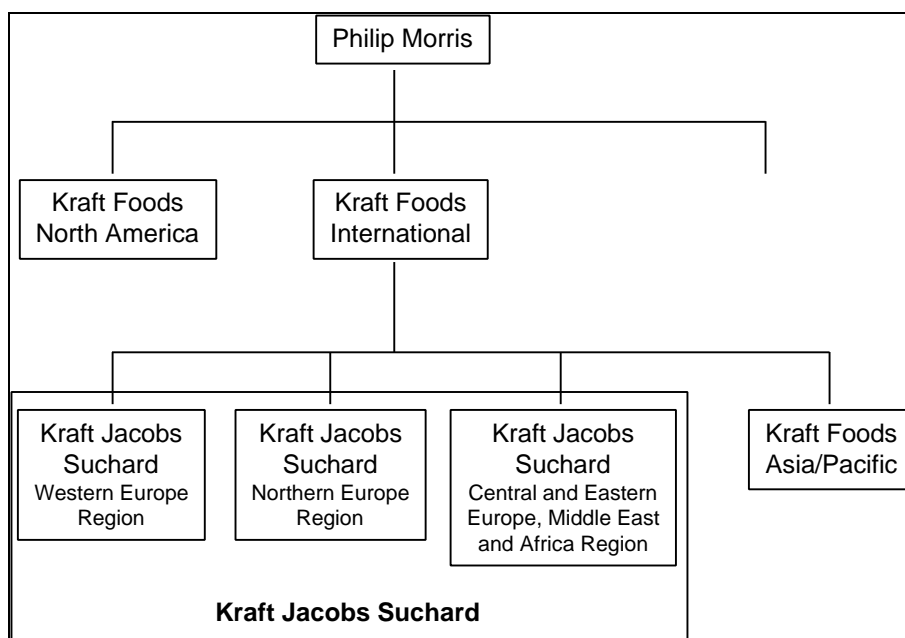 Philip Morris
Kraft Foods
North America
Kraft Foods
International
Kraft Jacobs
Suchard
Western Europe
Region
Kraft Jacobs
Suchard
Northern Europe
Region
Kraft Jacobs
Suchard
Central and Eastern
Europe, Middle East
and Africa Region
Kraft Foods
Asia/Pacific
Kraft Jacobs Suchard